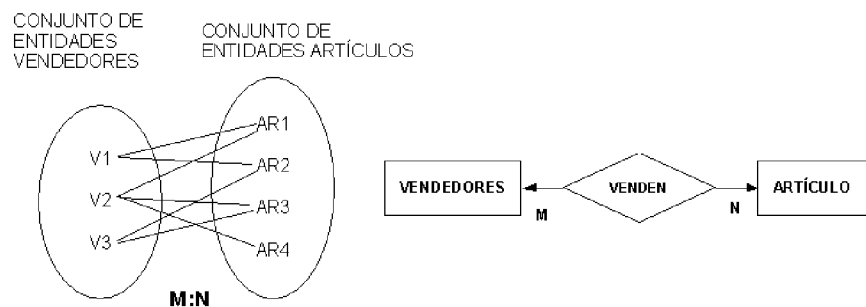 CONJUNTO DE
ENTIDADES
VENDEDORES
CONJUNTO DE
ENTIDADES ARTÍCULOS
V1
V2
V3
AR1
AR2
AR3
AR4
M:N
VENDEDORES
M
VENDEN
N
ARTÍCULO